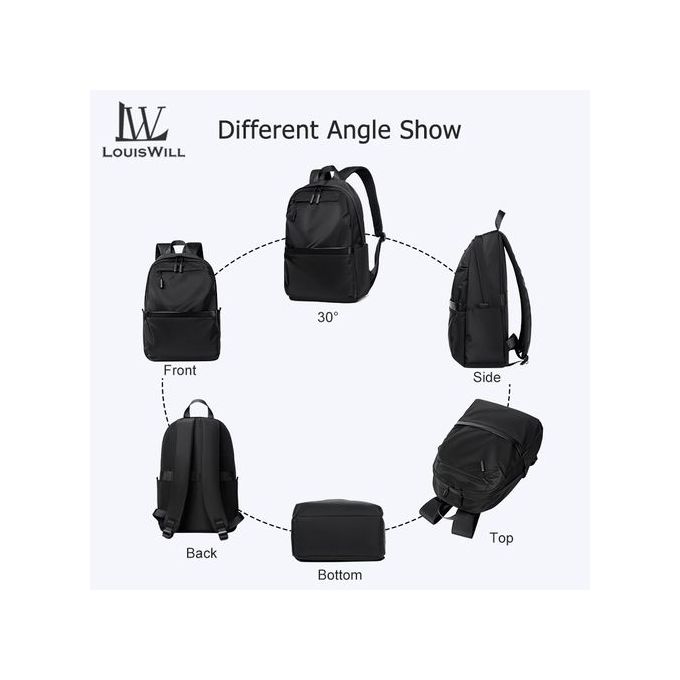 LW
LOUISWILL
Different Angle Show
30°
Front
Side
Back
Top
Bottom